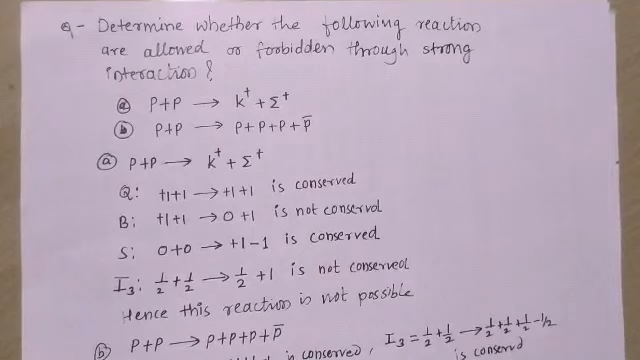 Q- Determine whether the following reaction
are allowed or forbidden through strong
interaction?
ⓐ P+P → K⁺ + Σ⁺
ⓑ P+P → P+P+P+P̅
ⓐ P+P → K⁺ + Σ⁺
Q: +1+1 → +1+1 is conserved
B: +1+1 → 0+1 is not conserved
S: 0+0 → +1-1 is conserved
I₃: 1/2 + 1/2 → 1/2 + 1 is not conserved
Hence this reaction is not possible
ⓑ P+P → P+P+P+P̅
is conserved, I₃ = 1/2 + 1/2 → 1/2 + 1/2 + 1/2 - 1/2
is conserved